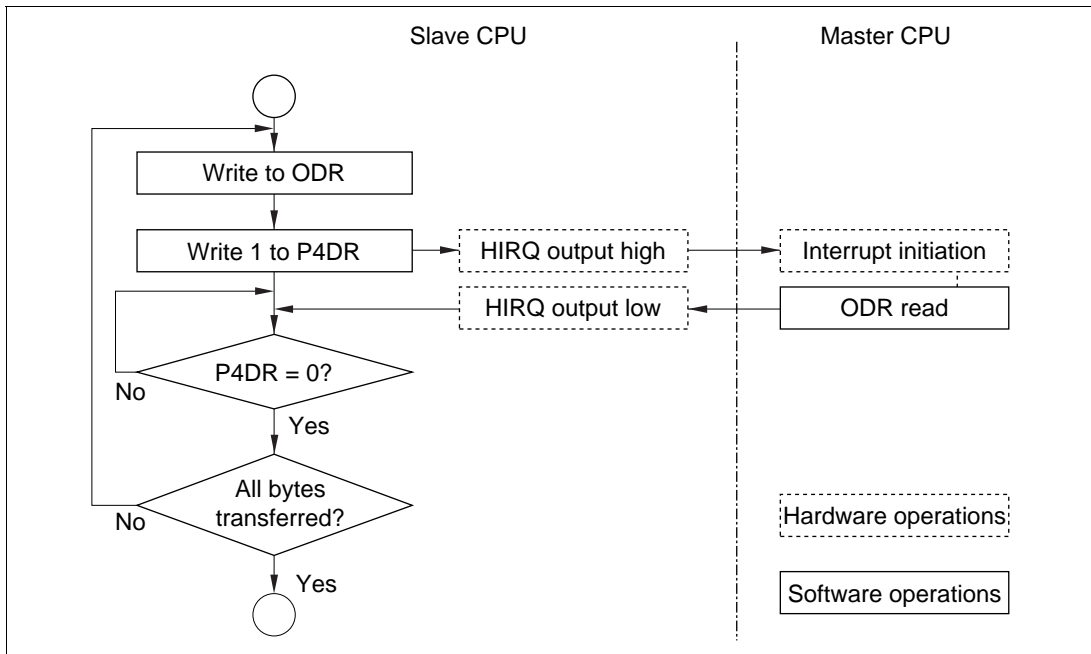 Slave CPU
Master CPU
Write to ODR
Write 1 to P4DR
HIRQ output high
Interrupt initiation
HIRQ output low
ODR read
P4DR = 0?
No
Yes
All bytes
transferred?
No
Yes
Hardware operations
Software operations